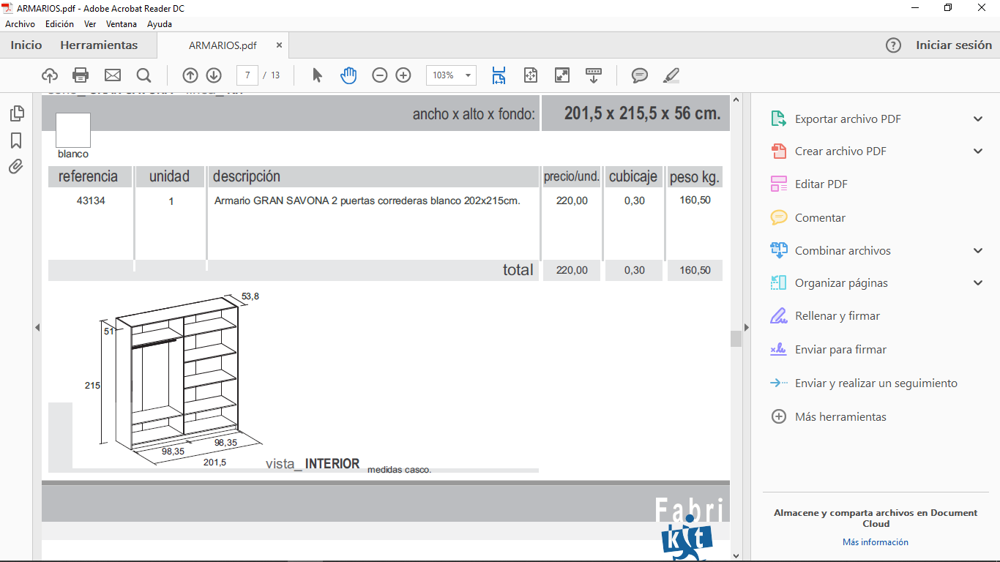 ARMARIOS.pdf - Adobe Acrobat Reader DC
Archivo Edición Ver Ventana Ayuda
Inicio Herramientas ARMARIOS.pdf × ? Iniciar sesión
7 / 13 103%
ancho x alto x fondo: 201,5 x 215,5 x 56 cm.
blanco
referencia unidad descripción precio/und. cubicaje peso kg.
43134 1 Armario GRAN SAVONA 2 puertas correderas blanco 202x215cm. 220,00 0,30 160,50
total 220,00 0,30 160,50
53,8
51
215
98,35
98,35
201,5
vista_ INTERIOR medidas casco.
Fabri
kit
Exportar archivo PDF
Crear archivo PDF
Editar PDF
Comentar
Combinar archivos
Organizar páginas
Rellenar y firmar
Enviar para firmar
Enviar y realizar un seguimiento
Más herramientas
Almacene y comparta archivos en Document
Cloud
Más información